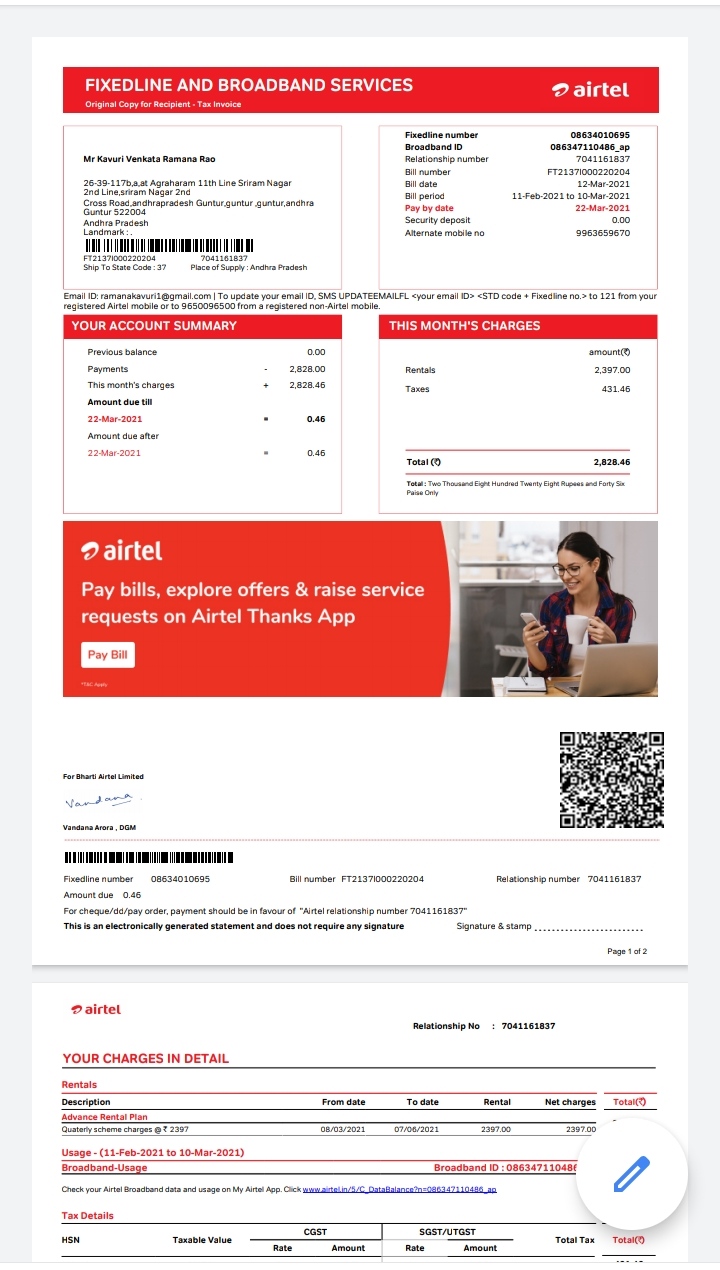 FIXEDLINE AND BROADBAND SERVICES
Original Copy for Recipient - Tax Invoice
airtel
Mr Kavuri Venkata Ramana Rao
26-39-117b,a,at Agraharam 11th Line Sriram Nagar
2nd Line,sriram Nagar 2nd
Cross Road,andhrapradesh Guntur,guntur ,guntur,andhra
Guntur 522004
Andhra Pradesh
Landmark : .
FT2137I000220204 7041161837
Ship To State Code : 37 Place of Supply : Andhra Pradesh
Fixedline number 08634010695
Broadband ID 086347110486_ap
Relationship number 7041161837
Bill number FT2137I000220204
Bill date 12-Mar-2021
Bill period 11-Feb-2021 to 10-Mar-2021
Pay by date 22-Mar-2021
Security deposit 0.00
Alternate mobile no 9963659670
Email ID: ramanakavuri1@gmail.com | To update your email ID, SMS UPDATEEMAILFL <your email ID> <STD code + Fixedline no.> to 121 from your
registered Airtel mobile or to 9650096500 from a registered non-Airtel mobile.
YOUR ACCOUNT SUMMARY
Previous balance 0.00
Payments - 2,828.00
This month's charges + 2,828.46
Amount due till
22-Mar-2021 = 0.46
Amount due after
22-Mar-2021 = 0.46
THIS MONTH'S CHARGES
amount(₹)
Rentals 2,397.00
Taxes 431.46
Total (₹) 2,828.46
Total : Two Thousand Eight Hundred Twenty Eight Rupees and Forty Six
Paise Only
airtel
Pay bills, explore offers & raise service
requests on Airtel Thanks App
Pay Bill
*T&C Apply
For Bharti Airtel Limited
Vandana
Vandana Arora , DGM
Fixedline number 08634010695 Bill number FT2137I000220204 Relationship number 7041161837
Amount due 0.46
For cheque/dd/pay order, payment should be in favour of "Airtel relationship number 7041161837"
This is an electronically generated statement and does not require any signature Signature & stamp
Page 1 of 2
airtel
Relationship No : 7041161837
YOUR CHARGES IN DETAIL
Rentals
Description From date To date Rental Net charges Total(₹)
Advance Rental Plan
Quaterly scheme charges @ ₹ 2397 08/03/2021 07/06/2021 2397.00 2397.00
Usage - (11-Feb-2021 to 10-Mar-2021)
Broadband-Usage Broadband ID : 086347110486
Check your Airtel Broadband data and usage on My Airtel App. Click www.airtel.in/5/C_DataBalance?n=086347110486_ap
Tax Details
HSN Taxable Value CGST SGST/UTGST Total Tax Total(₹)
Rate Amount Rate Amount